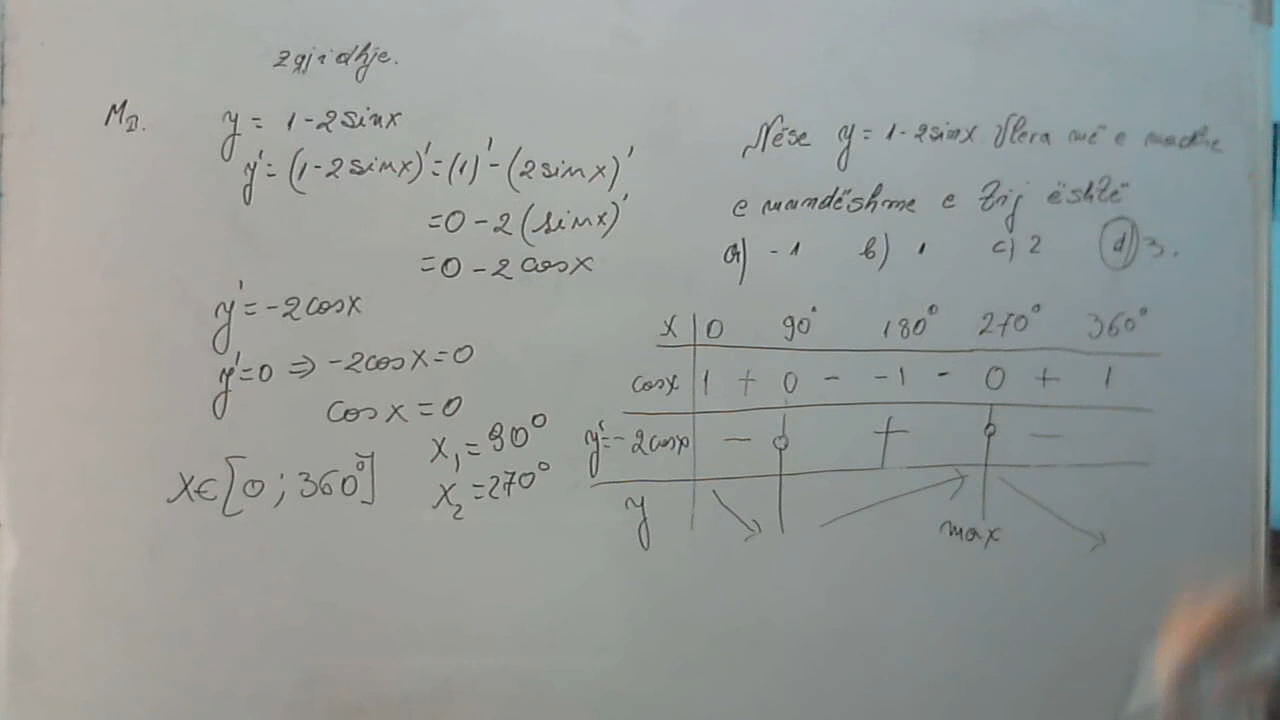 zgjidhje.
M_D.
y = 1-2sinx
y' = (1-2sinx)' = (1)' - (2sinx)'
= 0 - 2(sinx)'
= 0 - 2cosx
y' = -2cosx
y' = 0 ⇒ -2cosx = 0
cosx = 0
x₁ = 90°
x₂ = 270°
x∈[0; 360°]
Nëse y = 1-2sinx Vlera më e madhe
e mundëshme e tij është
a) -1 b) 1 c) 2 d) 3.
x | 0 90° 180° 270° 360°
cosx | 1 + 0 - -1 - 0 + 1
y' = -2cosx | - 0 + 0 -
y | ↘ ↗ ↘
max